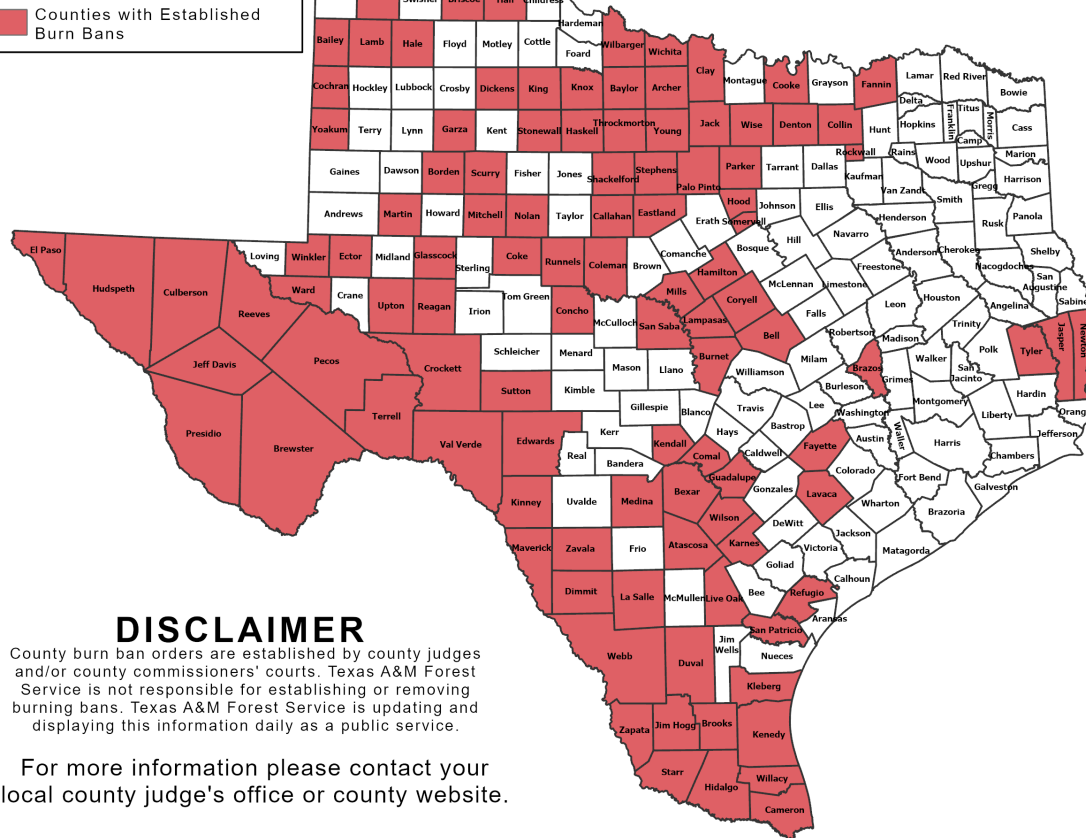 Swisher Briscoe Hall Childress
Counties with Established
Burn Bans
Hardeman
Bailey Lamb Hale Floyd Motley Cottle Foard Wilbarger Wichita
Clay Montague Cooke Grayson Fannin Lamar Red River Bowie
Cochran Hockley Lubbock Crosby Dickens King Knox Baylor Archer
Delta Franklin Titus Morris Cass
Yoakum Terry Lynn Garza Kent Stonewall Haskell Throckmorton Young Jack Wise Denton Collin Hunt Hopkins Camp
Rockwall Rains Wood Upshur Marion
Gaines Dawson Borden Scurry Fisher Jones Shackelford Stephens Palo Pinto Parker Tarrant Dallas Kaufman Van Zandt Smith Gregg Harrison
Andrews Martin Howard Mitchell Nolan Taylor Callahan Eastland Erath Hood Somervell Johnson Ellis Henderson Rusk Panola
El Paso Loving Winkler Ector Midland Glasscock Sterling Coke Runnels Coleman Brown Comanche Bosque Hill Navarro Anderson Cherokee Shelby
Hudspeth Culberson Reeves Ward Crane Upton Reagan Irion Tom Green Concho Mills Hamilton McLennan Limestone Freestone Nacogdoches San Augustine Sabine
McCulloch San Saba Lampasas Coryell Bell Falls Leon Houston Angelina
Jeff Davis Pecos Crockett Schleicher Menard Mason Llano Burnet Williamson Milam Robertson Madison Trinity Polk Tyler Jasper Newton
Brazos Walker San Jacinto
Presidio Brewster Terrell Val Verde Sutton Kimble Gillespie Blanco Travis Lee Burleson Grimes Montgomery Liberty Hardin Orang
Edwards Kerr Real Bandera Kendall Hays Bastrop Washington Waller Harris Jefferson
Comal Caldwell Fayette Austin Chambers
Kinney Uvalde Medina Bexar Guadalupe Gonzales Lavaca Colorado Fort Bend Galveston
Wilson Wharton Brazoria
Maverick Zavala Frio Atascosa Karnes DeWitt Jackson Matagorda
Victoria Goliad Calhoun
Dimmit La Salle McMullen Live Oak Bee Refugio Aransas
San Patricio
Webb Duval Jim Wells Nueces
Kleberg
Zapata Jim Hogg Brooks Kenedy
Starr Hidalgo Willacy
Cameron
DISCLAIMER
County burn ban orders are established by county judges
and/or county commissioners' courts. Texas A&M Forest
Service is not responsible for establishing or removing
burning bans. Texas A&M Forest Service is updating and
displaying this information daily as a public service.
For more information please contact your
local county judge's office or county website.